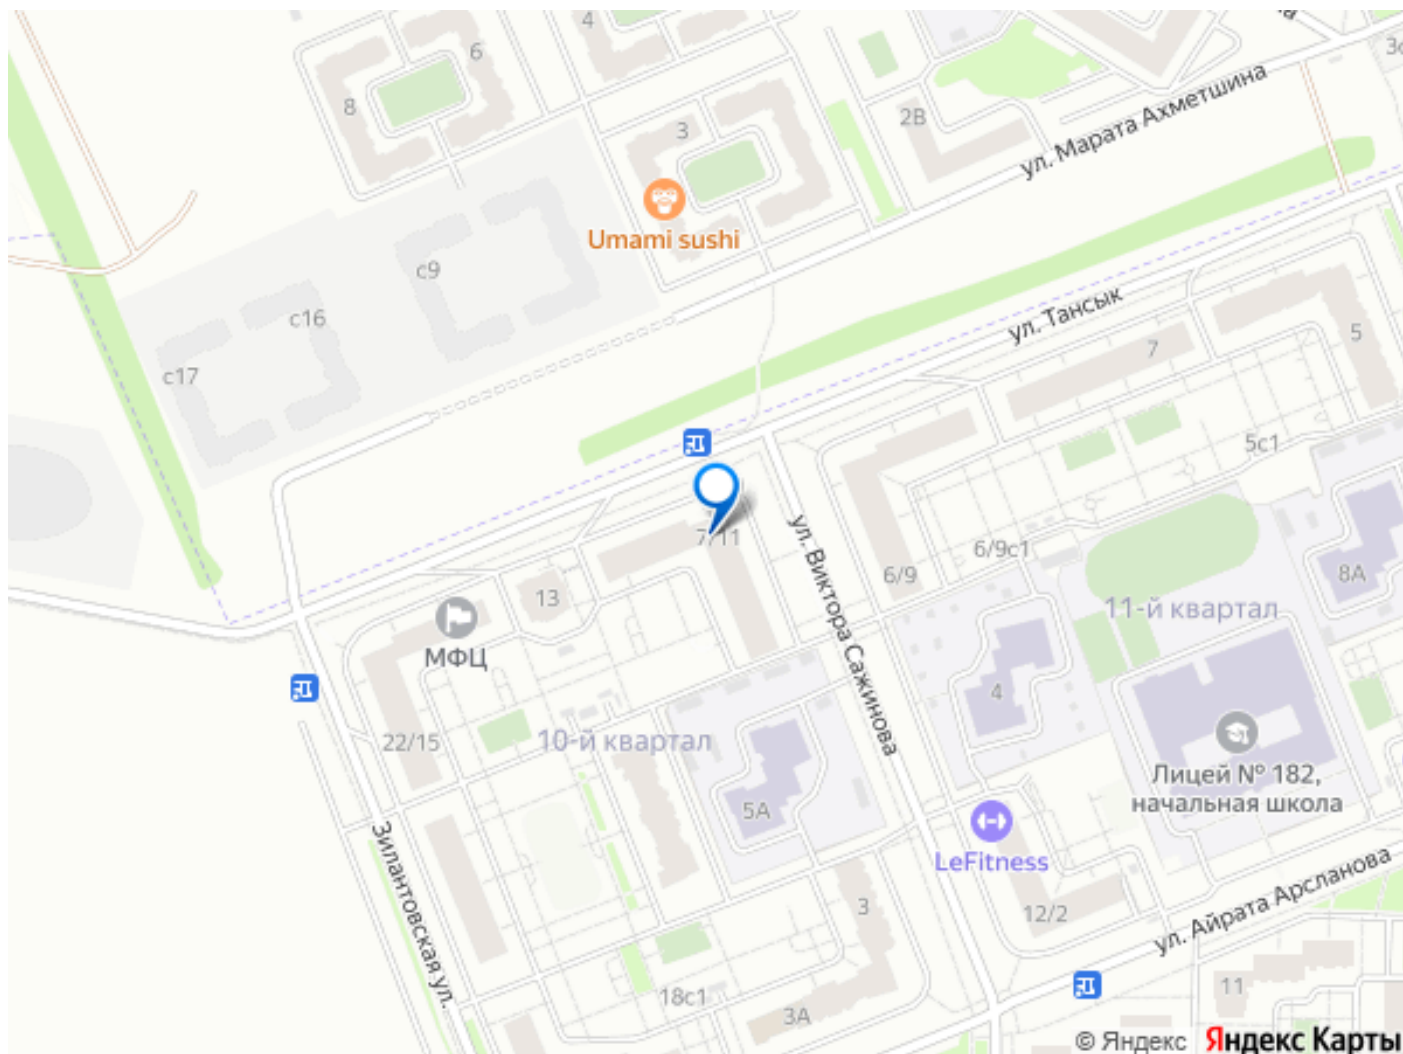 4
6
8
3
2В
3с
ул. Марата Ахметшина
Umami sushi
с9
с16
с17
ул. Тансык
7
5
5с1
7/11
ул. Виктора Сажинова
6/9с1
6/9
8А
13
11-й квартал
МФЦ
4
22/15
10-й квартал
Лицей № 182,
начальная школа
5А
LeFitness
Зилантовская ул.
3
12/2
ул. Айрата Арсланова
18с1
11
3А
© Яндекс Яндекс Карты